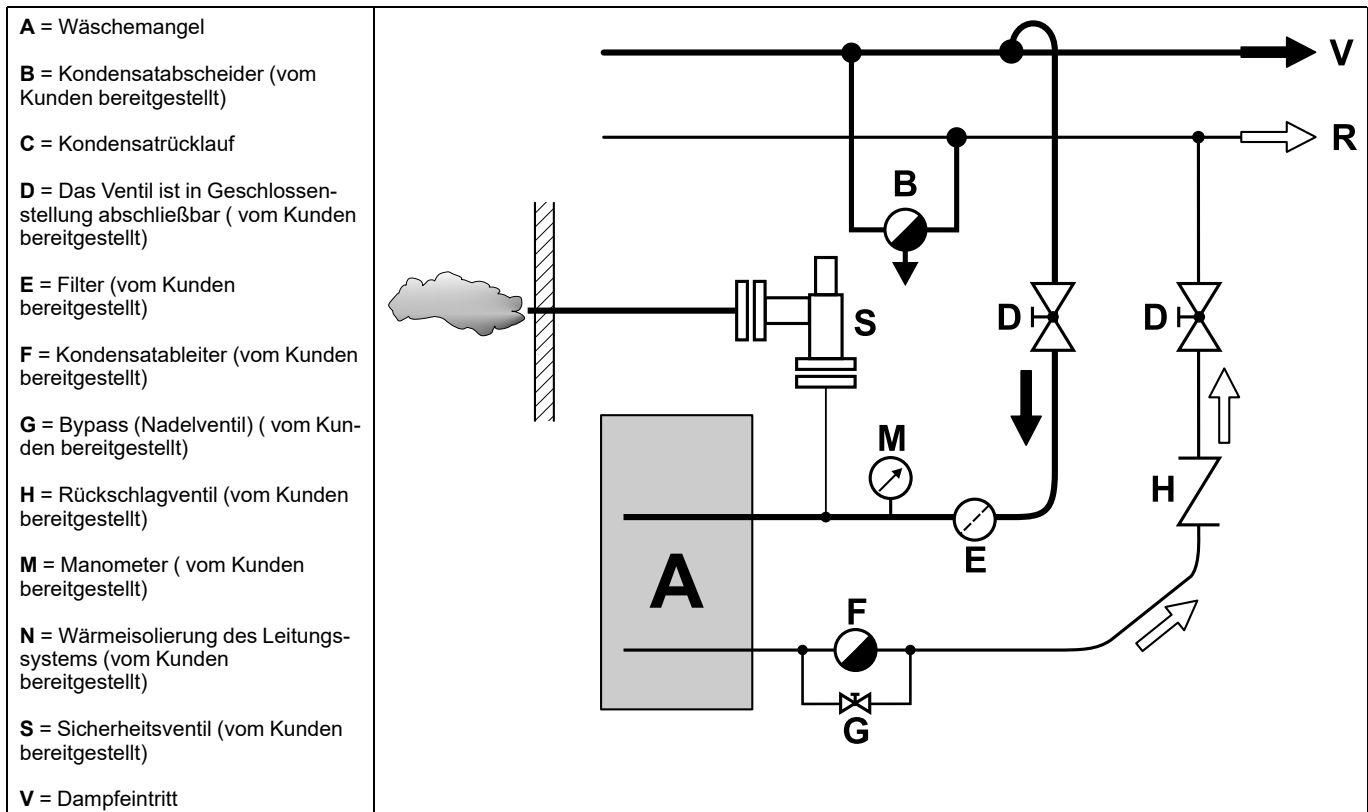 A = Wäschemangel
B = Kondensatabscheider (vom
Kunden bereitgestellt)
C = Kondensatrücklauf
D = Das Ventil ist in Geschlossen-
stellung abschließbar ( vom Kunden
bereitgestellt)
E = Filter (vom Kunden
bereitgestellt)
F = Kondensatableiter (vom Kunden
bereitgestellt)
G = Bypass (Nadelventil) ( vom Kun-
den bereitgestellt)
H = Rückschlagventil (vom Kunden
bereitgestellt)
M = Manometer ( vom Kunden
bereitgestellt)
N = Wärmeisolierung des Leitungs-
systems (vom Kunden
bereitgestellt)
S = Sicherheitsventil (vom Kunden
bereitgestellt)
V = Dampfeintritt
V
R
B
S
D
D
M
H
E
A
F
G